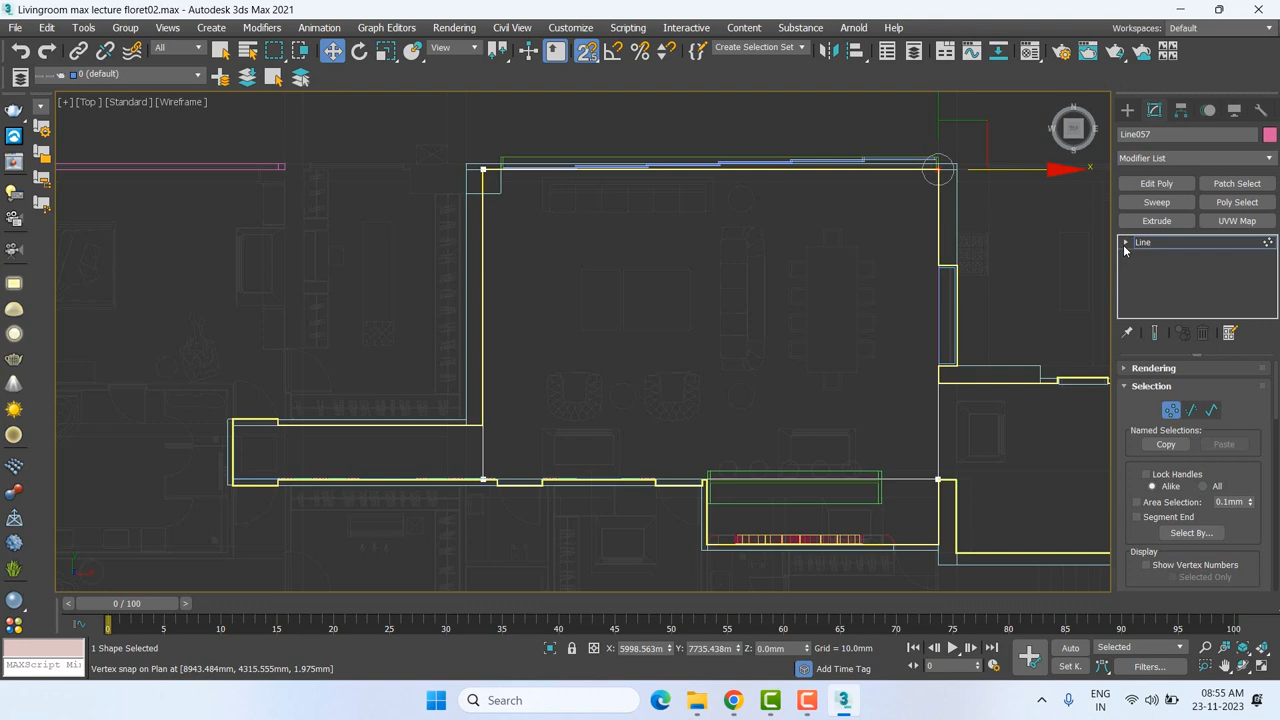 Livingroom max lecture floret02.max - Autodesk 3ds Max 2021
File Edit Tools Group Views Create Modifiers Animation Graph Editors Rendering Civil View Customize Scripting Interactive Content Substance Arnold Help Workspaces: Default
All View Create Selection Set
0 (default)
[+] [Top ] [Standard ] [Wireframe ]
N
W E
S
x
Line057
Modifier List
Edit Poly Patch Select
Sweep Poly Select
Extrude UVW Map
Line
Rendering
Selection
Named Selections:
Copy Paste
Lock Handles
Alike All
Area Selection: 0.1mm
Segment End
Select By...
Display
Show Vertex Numbers
Selected Only
0 / 100
0 5 10 15 20 25 30 35 40 45 50 55 60 65 70 75 80 85 90 95 100
1 Shape Selected X: 5998.563m Y: 7735.438m Z: 0.0mm Grid = 10.0mm Auto Selected
MAXScript Mi Vertex snap on Plan at [8943.484mm, 4315.555mm, 1.975mm] Add Time Tag Set K. 0 Filters...
Search
ENG
IN
08:55 AM
23-11-2023